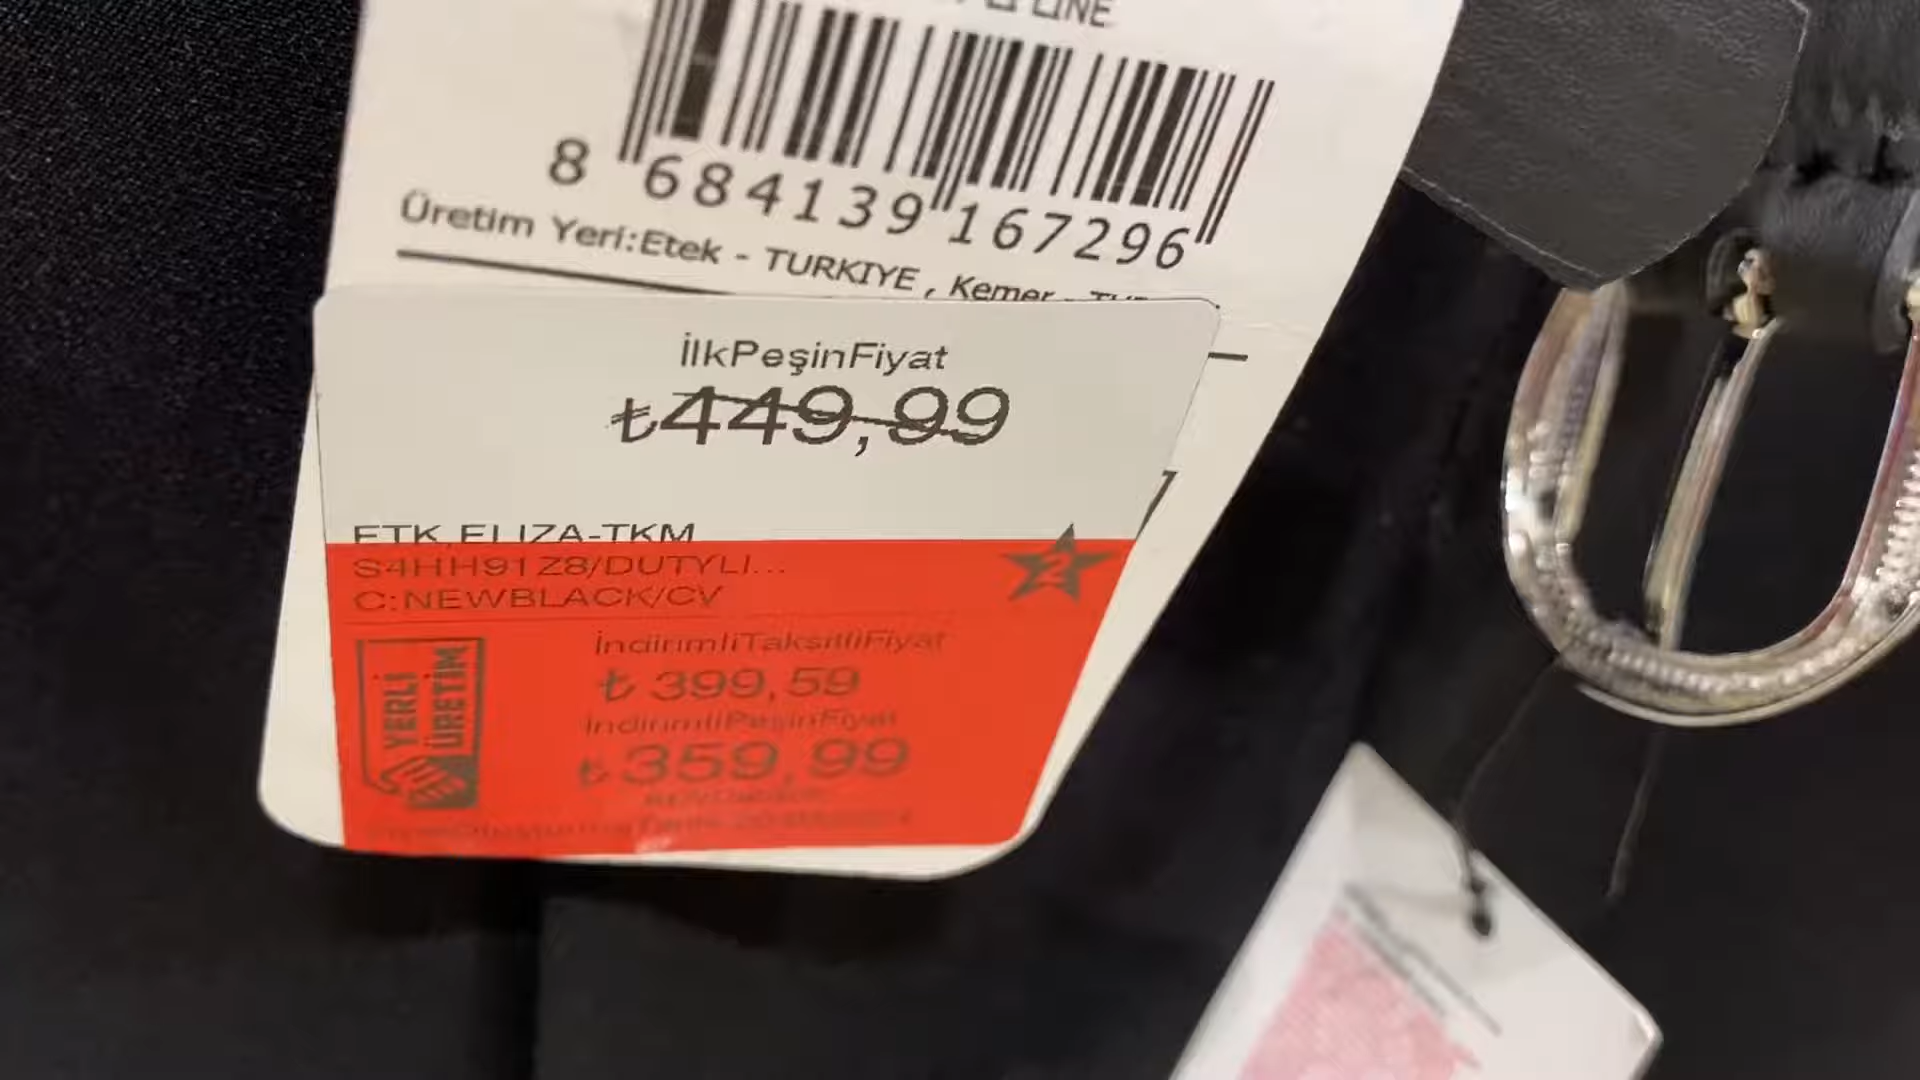 LINE
8 684139 167296
Üretim Yeri:Etek - TURKIYE , Kemer -
İlkPeşinFiyat
₺449,99
ETK.ELIZA-TKM
S4HH91Z8/DUTYLI...
C:NEWBLACK/CV
2
YERLİ
ÜRETİM
İndirimliTaksitliFiyat
₺ 399,59
İndirimliPeşinFiyat
₺359,99